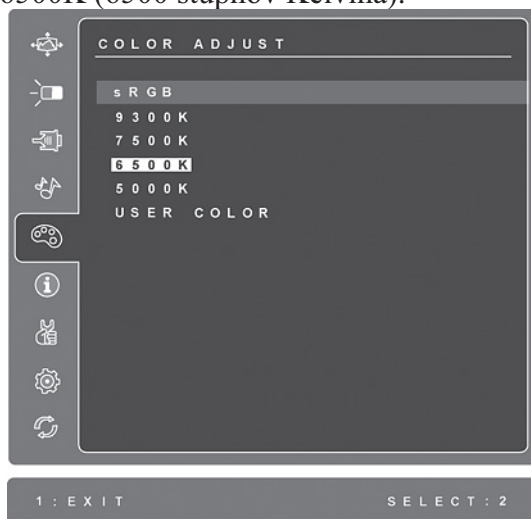 6500K (6500 stupňov Kelvina).
COLOR ADJUST
sRGB
9300K
7500K
6500K
5000K
USER COLOR
1:EXIT
SELECT:2